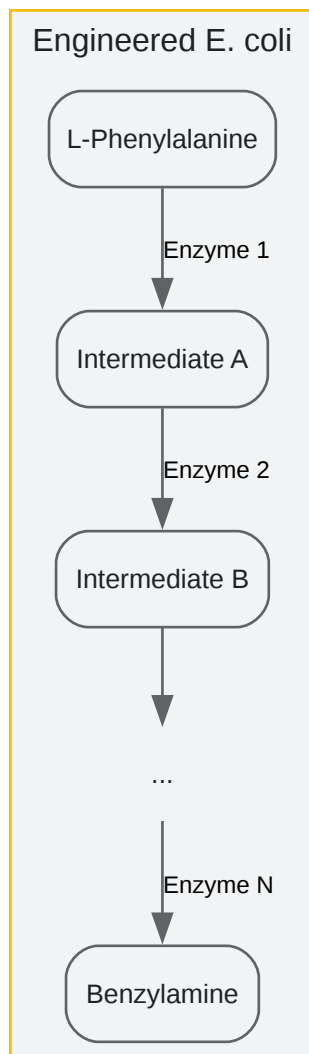 Engineered E. coli
L-Phenylalanine
Enzyme 1
Intermediate A
Enzyme 2
Intermediate B
...
Enzyme N
Benzylamine